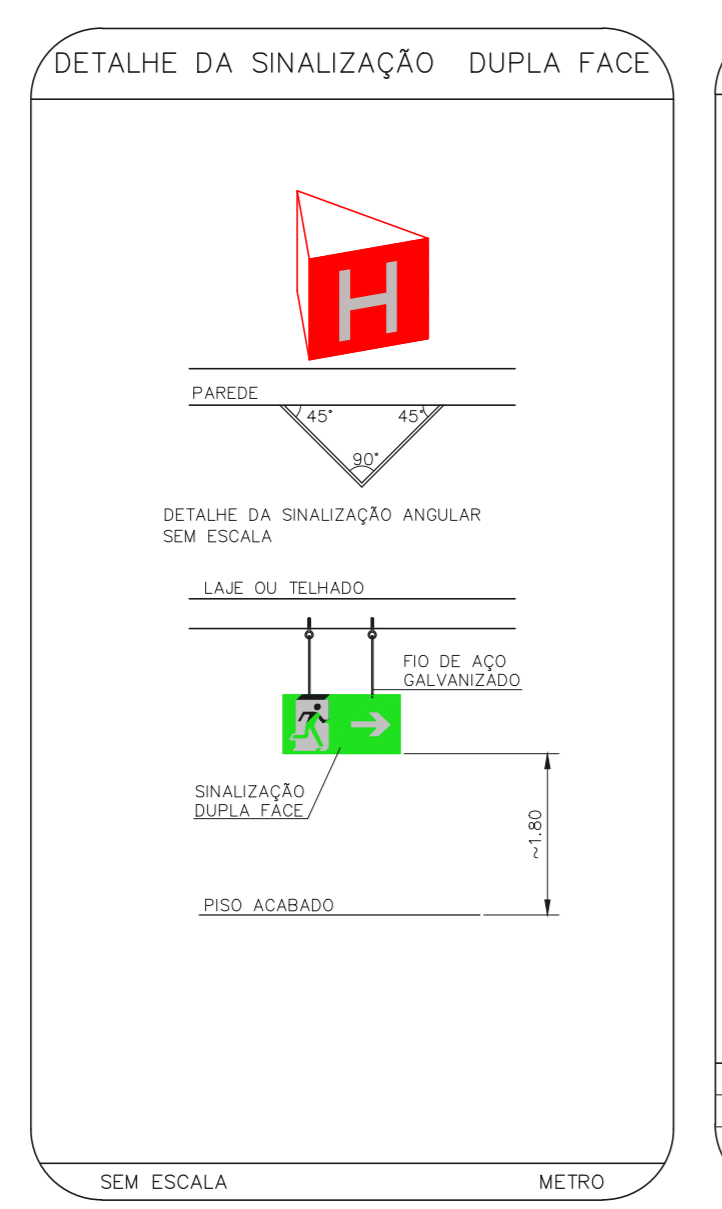 DETALHE DA SINALIZAÇÃO DUPLA FACE
H
PAREDE
45°
45°
90°
DETALHE DA SINALIZAÇÃO ANGULAR
SEM ESCALA
LAJE OU TELHADO
FIO DE AÇO
GALVANIZADO
SINALIZAÇÃO
DUPLA FACE
~1.80
PISO ACABADO
SEM ESCALA
METRO